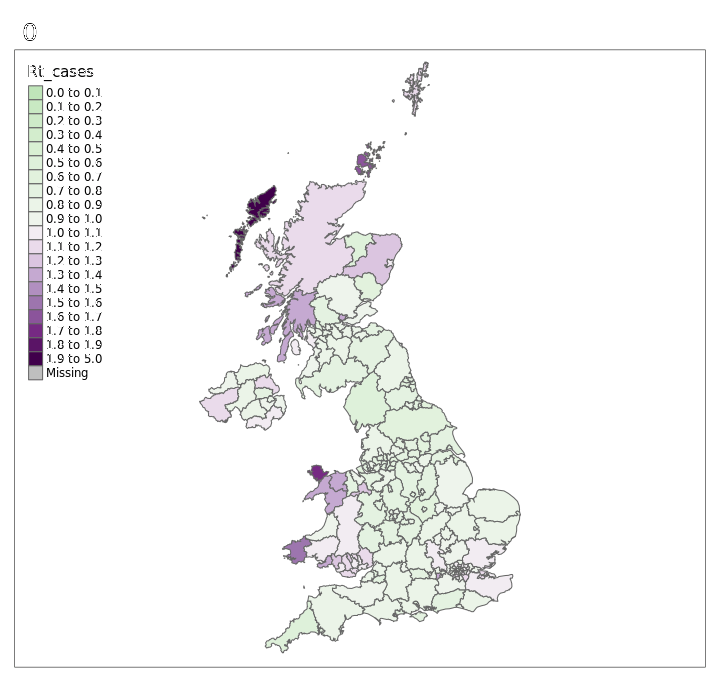 0
Rt_cases
0.0 to 0.1
0.1 to 0.2
0.2 to 0.3
0.3 to 0.4
0.4 to 0.5
0.5 to 0.6
0.6 to 0.7
0.7 to 0.8
0.8 to 0.9
0.9 to 1.0
1.0 to 1.1
1.1 to 1.2
1.2 to 1.3
1.3 to 1.4
1.4 to 1.5
1.5 to 1.6
1.6 to 1.7
1.7 to 1.8
1.8 to 1.9
1.9 to 5.0
Missing